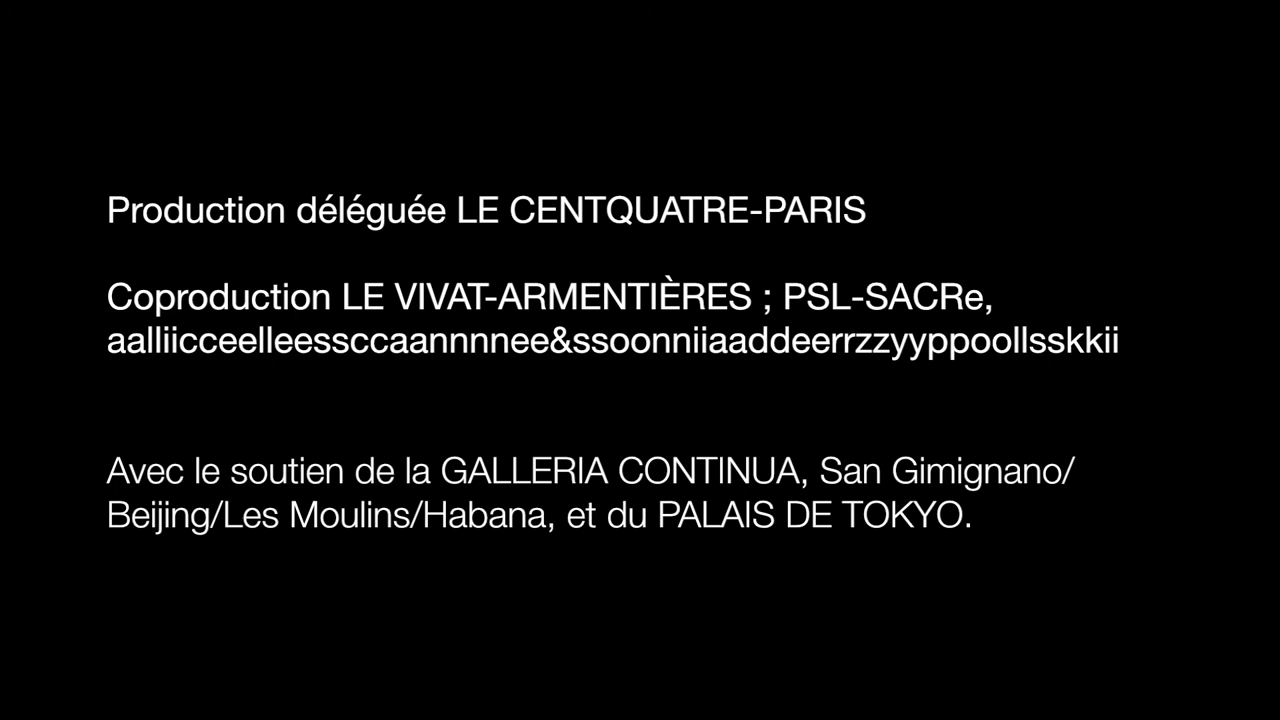 Production déléguée LE CENTQUATRE-PARIS
Coproduction LE VIVAT-ARMENTIÈRES ; PSL-SACRe,
aalliicceelleessccaannnnee&ssoonniiaaddeerrzzyyppoollsskkii
Avec le soutien de la GALLERIA CONTINUA, San Gimignano/
Beijing/Les Moulins/Habana, et du PALAIS DE TOKYO.